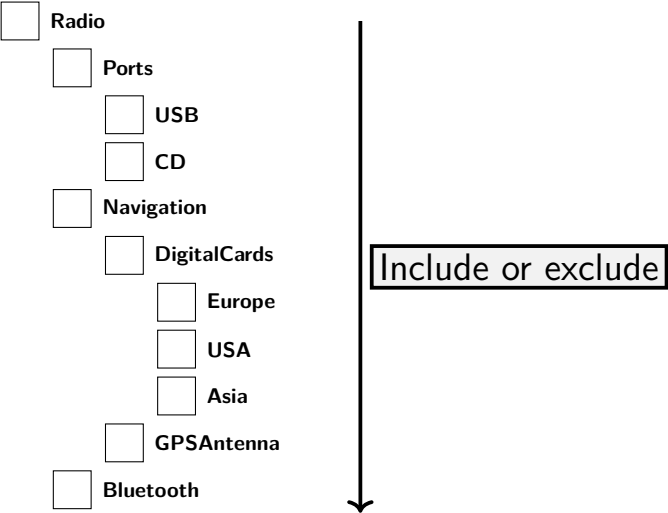 Radio
Ports
USB
CD
Navigation
DigitalCards
Europe
USA
Asia
GPSAntenna
Bluetooth
Include or exclude